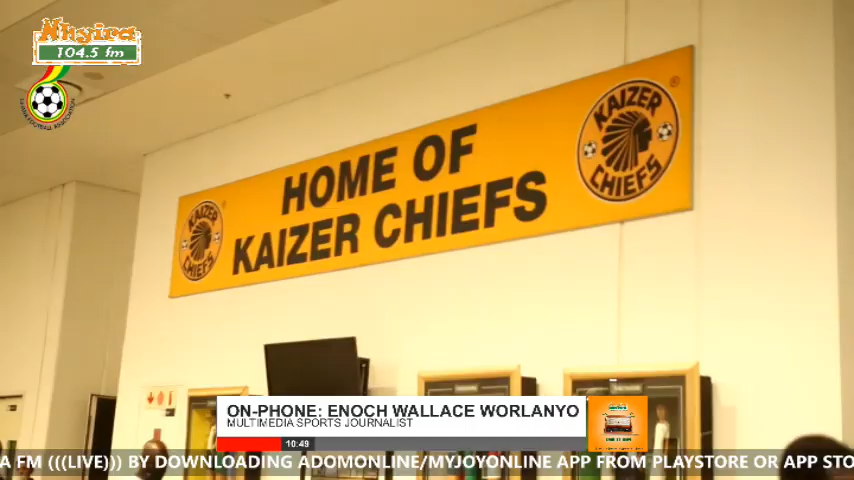 Nhyira
104.5 fm
HOME OF
KAIZER CHIEFS
KAIZER
CHIEFS
KAIZER
CHIEFS
ON-PHONE: ENOCH WALLACE WORLANYO
MULTIMEDIA SPORTS JOURNALIST
10:49
A FM (((LIVE))) BY DOWNLOADING ADOMONLINE/MYJOYONLINE APP FROM PLAYSTORE OR APP STO